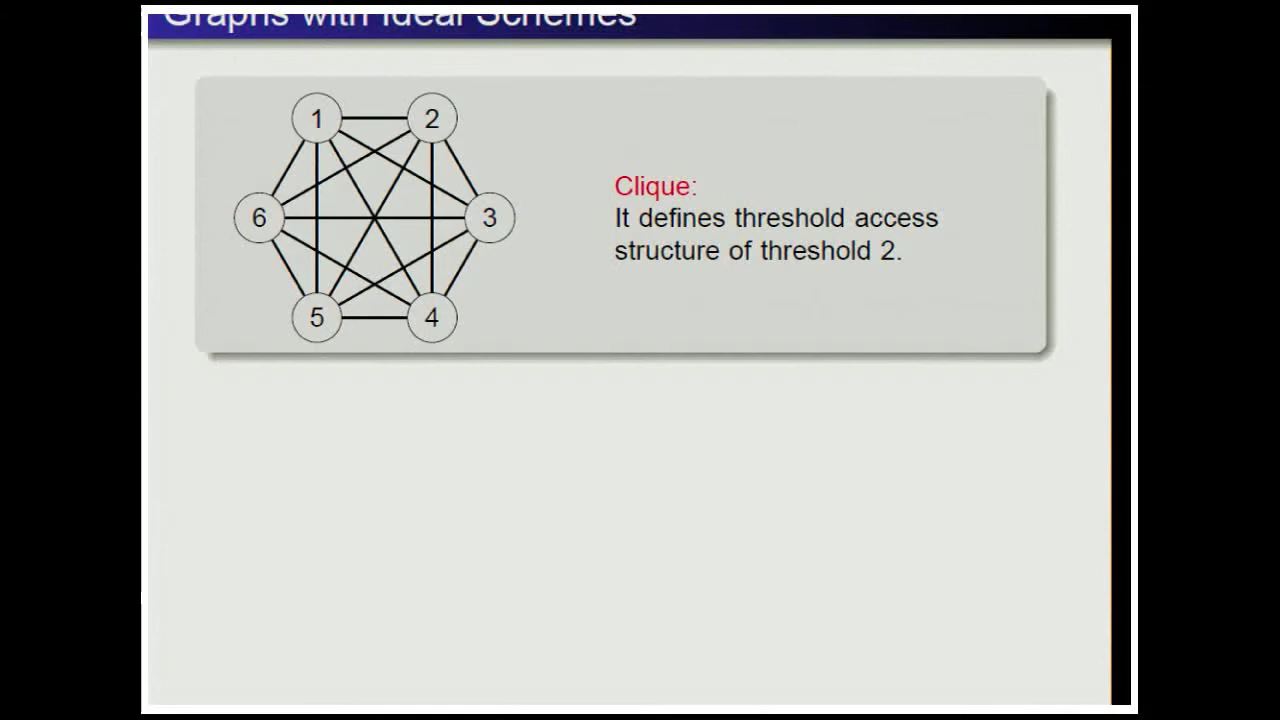 Graphs with Ideal Schemes
1 2
6 3
5 4
Clique:
It defines threshold access
structure of threshold 2.